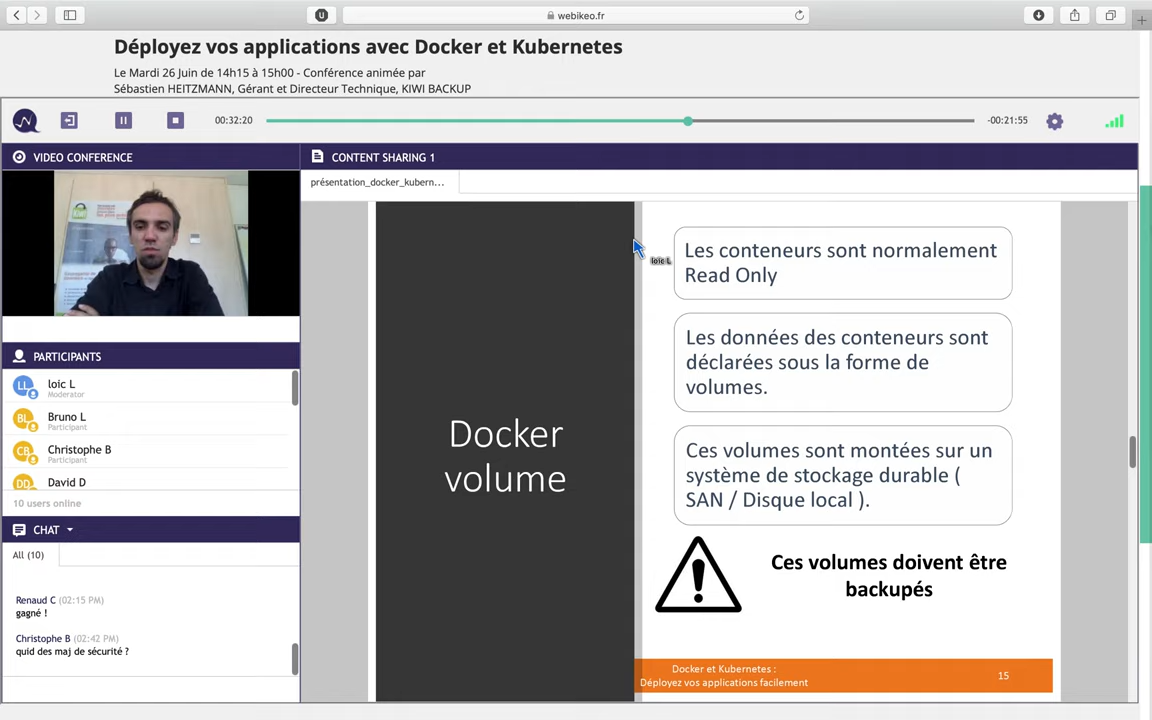 webikeo.fr
Déployez vos applications avec Docker et Kubernetes
Le Mardi 26 Juin de 14h15 à 15h00 - Conférence animée par
Sébastien HEITZMANN, Gérant et Directeur Technique, KIWI BACKUP
00:32:20
-00:21:55
VIDEO CONFERENCE
PARTICIPANTS
LL
loic L
Moderator
BL
Bruno L
Participant
CB
Christophe B
Participant
DD
David D
10 users online
CHAT
All (10)
Renaud C (02:15 PM)
gagné !
Christophe B (02:42 PM)
quid des maj de sécurité ?
CONTENT SHARING 1
présentation_docker_kubern...
Docker
volume
loic L
Les conteneurs sont normalement
Read Only
Les données des conteneurs sont
déclarées sous la forme de
volumes.
Ces volumes sont montées sur un
système de stockage durable (
SAN / Disque local ).
Ces volumes doivent être
backupés
Docker et Kubernetes :
Déployez vos applications facilement
15